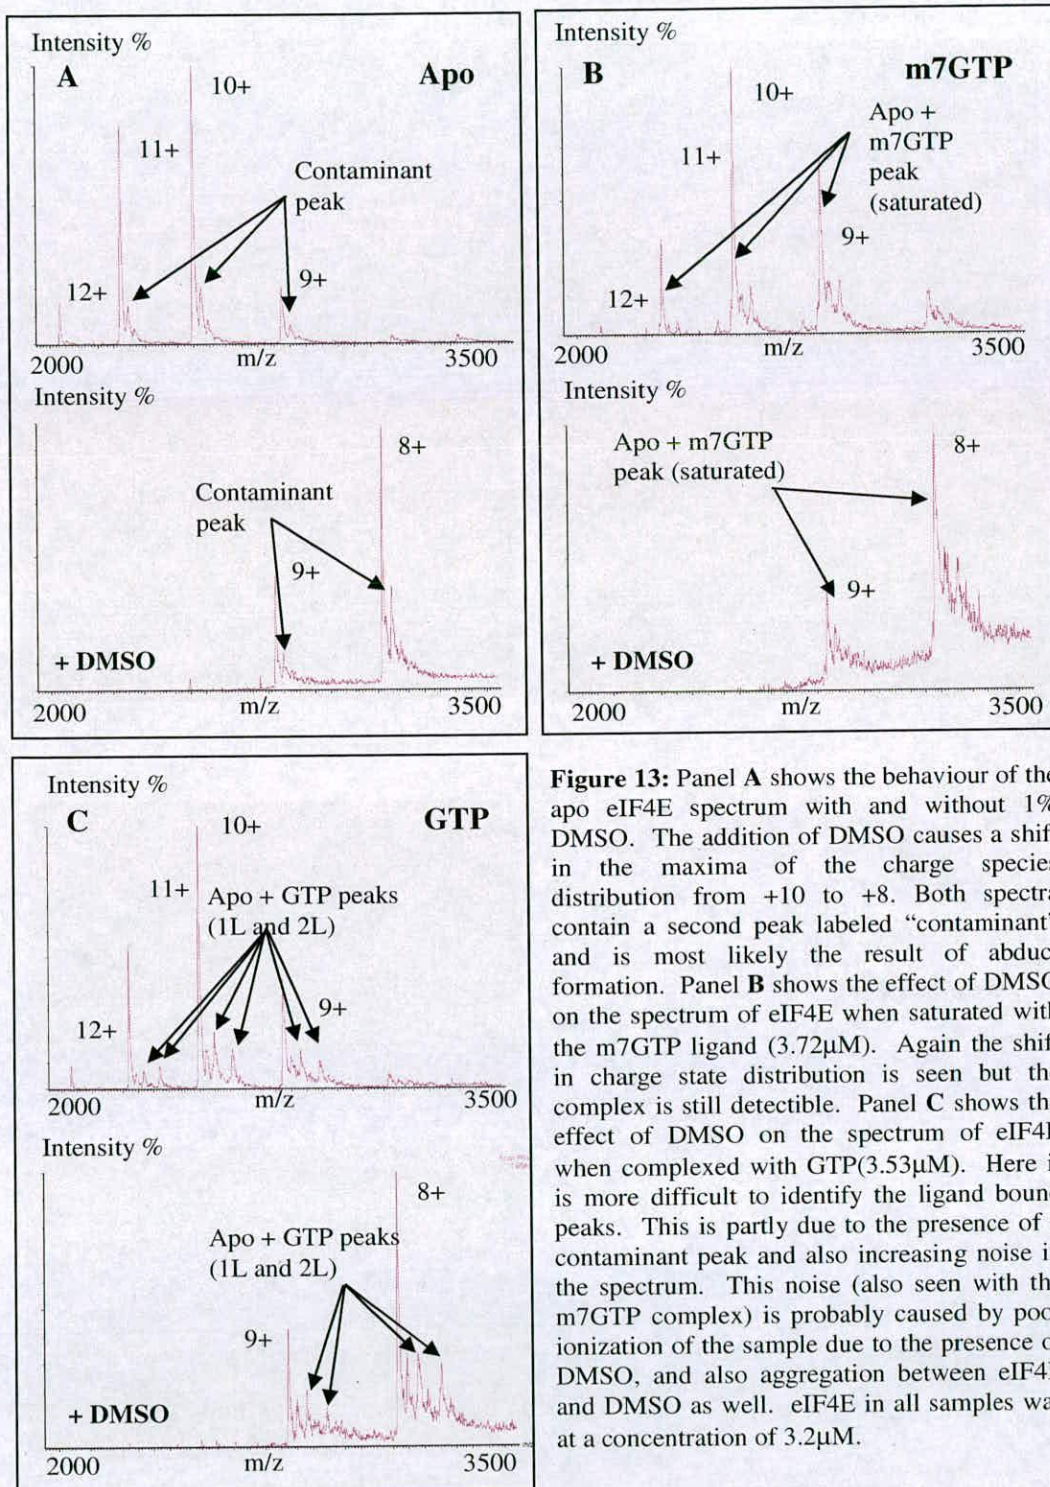 Intensity %
A
Apo
10+
11+
Contaminant
peak
12+
9+
2000
m/z
3500
Intensity %
8+
Contaminant
peak
9+
+ DMSO
2000
m/z
3500
Intensity %
B
m7GTP
10+
Apo +
m7GTP
peak
(saturated)
11+
9+
12+
2000
m/z
3500
Intensity %
Apo + m7GTP
peak (saturated)
8+
9+
+ DMSO
2000
m/z
3500
Intensity %
C
GTP
10+
11+
Apo + GTP peaks
(1L and 2L)
12+
9+
2000
m/z
3500
Intensity %
8+
Apo + GTP peaks
(1L and 2L)
9+
+ DMSO
2000
m/z
3500
Figure 13: Panel A shows the behaviour of the
apo eIF4E spectrum with and without 1%
DMSO. The addition of DMSO causes a shif
in the maxima of the charge species
distribution from +10 to +8. Both spectra
contain a second peak labeled “contaminant”
and is most likely the result of abduc
formation. Panel B shows the effect of DMSO
on the spectrum of eIF4E when saturated with
the m7GTP ligand (3.72µM). Again the shif
in charge state distribution is seen but the
complex is still detectible. Panel C shows th
effect of DMSO on the spectrum of eIF4E
when complexed with GTP(3.53µM). Here i
is more difficult to identify the ligand boun
peaks. This is partly due to the presence of
contaminant peak and also increasing noise i
the spectrum. This noise (also seen with th
m7GTP complex) is probably caused by poo
ionization of the sample due to the presence o
DMSO, and also aggregation between eIF4E
and DMSO as well. eIF4E in all samples wa
at a concentration of 3.2µM.